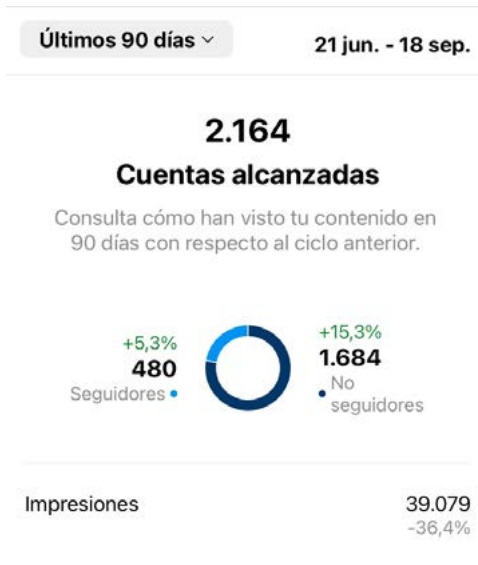 Últimos 90 días
21 jun. - 18 sep.
2.164
Cuentas alcanzadas
Consulta cómo han visto tu contenido en
90 días con respecto al ciclo anterior.
+5,3%
480
Seguidores
+15,3%
1.684
No
seguidores
Impresiones
39.079
-36,4%